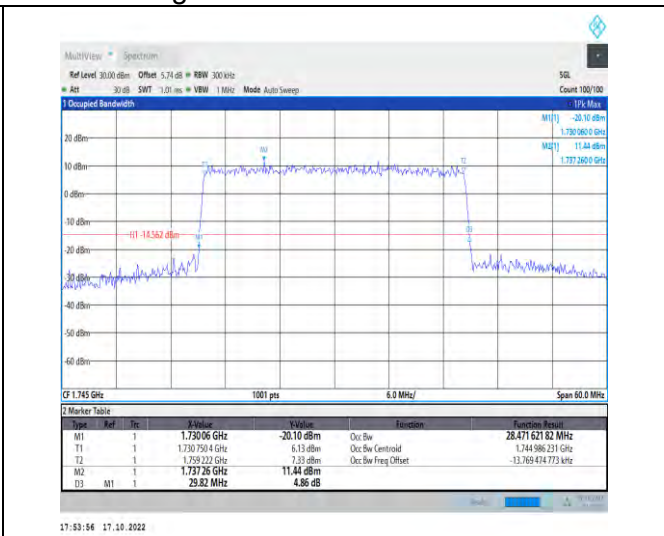 MultiView Spectrum
Ref Level 30.00 dBm Offset 5.74 dB RBW 300 kHz SGL
Att 30 dB SWT 1.01 ms VBW 1 MHz Mode Auto Sweep Count 100/100
1 Occupied Bandwidth 1Pk Max
M1[1] -20.10 dBm
1.730 060 0 GHz
M2[1] 11.44 dBm
1.737 260 0 GHz
20 dBm
M2
T1 T2
10 dBm
0 dBm
-10 dBm
H1 -14.562 dBm M1 D3
-20 dBm
-30 dBm
-40 dBm
-50 dBm
-60 dBm
CF 1.745 GHz 1001 pts 6.0 MHz/ Span 60.0 MHz
2 Marker Table
Type Ref Trc X-Value Y-Value Function Function Result
M1 1 1.73006 GHz -20.10 dBm Occ Bw 28.471 621 82 MHz
T1 1 1.730 750 4 GHz 6.13 dBm Occ Bw Centroid 1.744 986 231 GHz
T2 1 1.759 222 GHz 7.33 dBm Occ Bw Freq Offset -13.769 474 773 kHz
M2 1 1.737 26 GHz 11.44 dBm
D3 M1 1 29.82 MHz 4.86 dB
17:53:56 17.10.2022